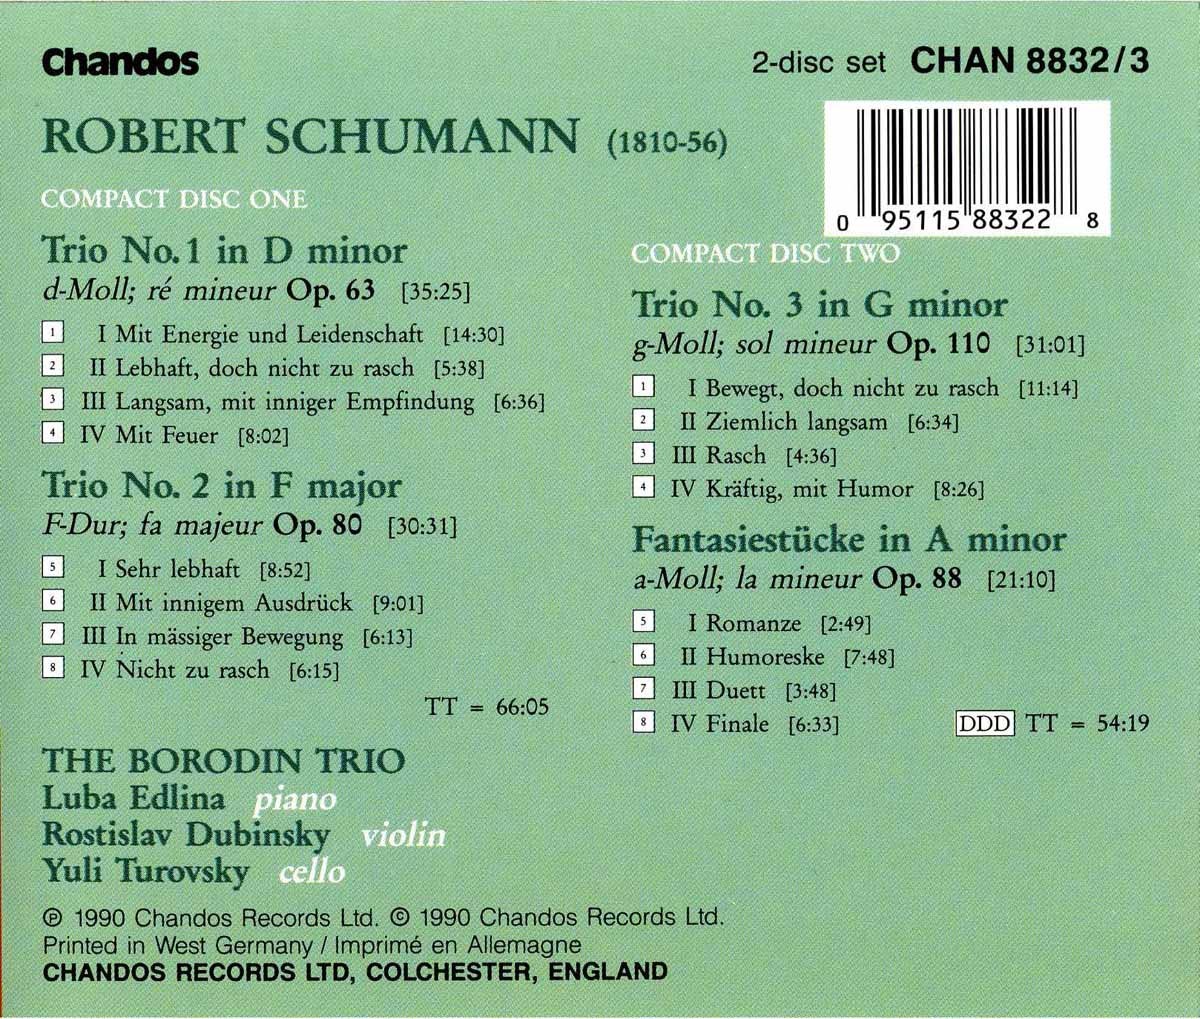 Chandos
2-disc set CHAN 8832/3
ROBERT SCHUMANN (1810-56)
0 95115 88322 8
COMPACT DISC ONE
Trio No. 1 in D minor
d-Moll; ré mineur Op. 63 [35:25]
1 I Mit Energie und Leidenschaft [14:30]
2 II Lebhaft, doch nicht zu rasch [5:38]
3 III Langsam, mit inniger Empfindung [6:36]
4 IV Mit Feuer [8:02]
Trio No. 2 in F major
F-Dur; fa majeur Op. 80 [30:31]
5 I Sehr lebhaft [8:52]
6 II Mit innigem Ausdrück [9:01]
7 III In mässiger Bewegung [6:13]
8 IV Nicht zu rasch [6:15]
TT = 66:05
COMPACT DISC TWO
Trio No. 3 in G minor
g-Moll; sol mineur Op. 110 [31:01]
1 I Bewegt, doch nicht zu rasch [11:14]
2 II Ziemlich langsam [6:34]
3 III Rasch [4:36]
4 IV Kräftig, mit Humor [8:26]
Fantasiestücke in A minor
a-Moll; la mineur Op. 88 [21:10]
5 I Romanze [2:49]
6 II Humoreske [7:48]
7 III Duett [3:48]
8 IV Finale [6:33] DDD TT = 54:19
THE BORODIN TRIO
Luba Edlina piano
Rostislav Dubinsky violin
Yuli Turovsky cello
℗ 1990 Chandos Records Ltd. © 1990 Chandos Records Ltd.
Printed in West Germany / Imprimé en Allemagne
CHANDOS RECORDS LTD, COLCHESTER, ENGLAND